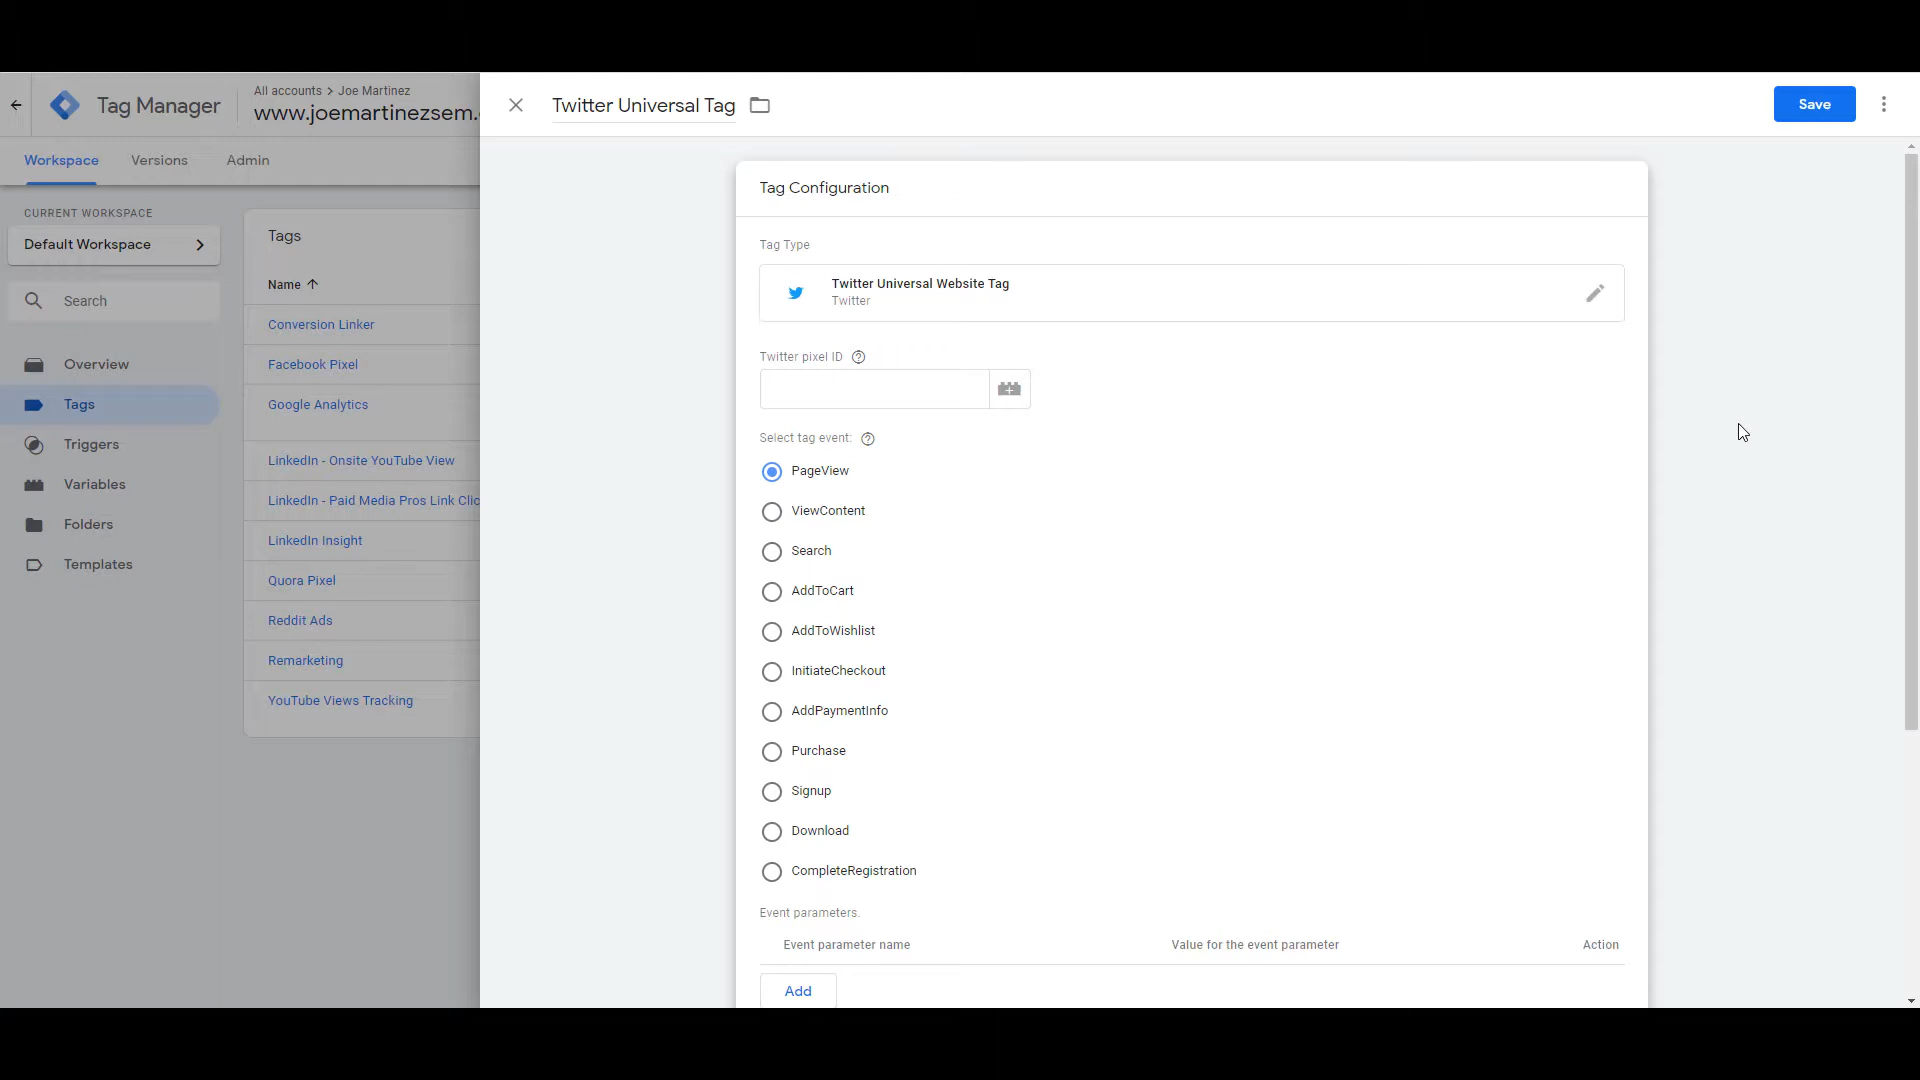 Tag Manager
All accounts > Joe Martinez
www.joemartinezsem.
Workspace
Versions
Admin
CURRENT WORKSPACE
Default Workspace
Search
Overview
Tags
Triggers
Variables
Folders
Templates
Tags
Name
Conversion Linker
Facebook Pixel
Google Analytics
LinkedIn - Onsite YouTube View
LinkedIn - Paid Media Pros Link Clic
LinkedIn Insight
Quora Pixel
Reddit Ads
Remarketing
YouTube Views Tracking
Twitter Universal Tag
Save
Tag Configuration
Tag Type
Twitter Universal Website Tag
Twitter
Twitter pixel ID
Select tag event:
PageView
ViewContent
Search
AddToCart
AddToWishlist
InitiateCheckout
AddPaymentInfo
Purchase
Signup
Download
CompleteRegistration
Event parameters.
Event parameter name
Value for the event parameter
Action
Add